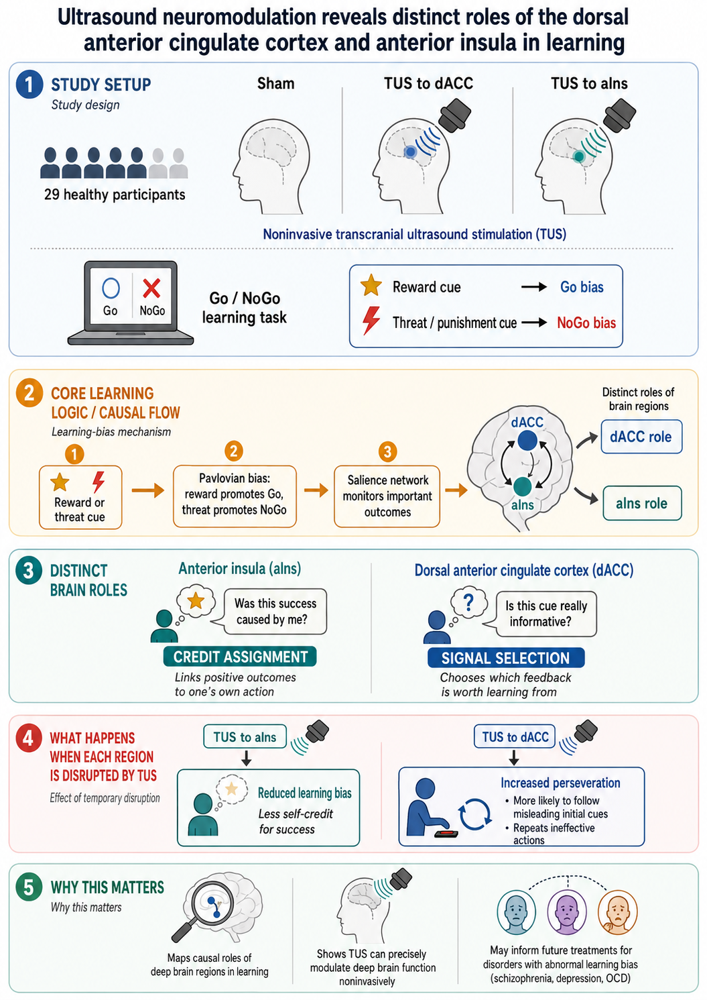 Ultrasound neuromodulation reveals distinct roles of the dorsal
anterior cingulate cortex and anterior insula in learning
1
STUDY SETUP
Study design
Sham
TUS to dACC
TUS to aIns
29 healthy participants
Noninvasive transcranial ultrasound stimulation (TUS)
Go
NoGo
Go / NoGo
learning task
Reward cue
Go bias
Threat / punishment cue
NoGo bias
2
CORE LEARNING
LOGIC / CAUSAL FLOW
Learning-bias mechanism
1
Reward or
threat cue
2
Pavlovian bias:
reward promotes Go,
threat promotes NoGo
3
Salience network
monitors important
outcomes
dACC
aIns
Distinct roles of
brain regions
dACC role
aIns role
3
DISTINCT
BRAIN ROLES
Anterior insula (aIns)
Was this success
caused by me?
CREDIT ASSIGNMENT
Links positive outcomes
to one's own action
Dorsal anterior cingulate cortex (dACC)
?
Is this cue really
informative?
SIGNAL SELECTION
Chooses which feedback
is worth learning from
4
WHAT HAPPENS
WHEN EACH REGION
IS DISRUPTED BY TUS
Effect of temporary disruption
TUS to aIns
Reduced learning bias
Less self-credit
for success
TUS to dACC
Increased perseveration
• More likely to follow
misleading initial cues
• Repeats ineffective
actions
5
WHY THIS MATTERS
Why this matters
Maps causal roles of
deep brain regions in learning
Shows TUS can precisely
modulate deep brain function
noninvasively
May inform future treatments for
disorders with abnormal learning bias
(schizophrenia, depression, OCD)